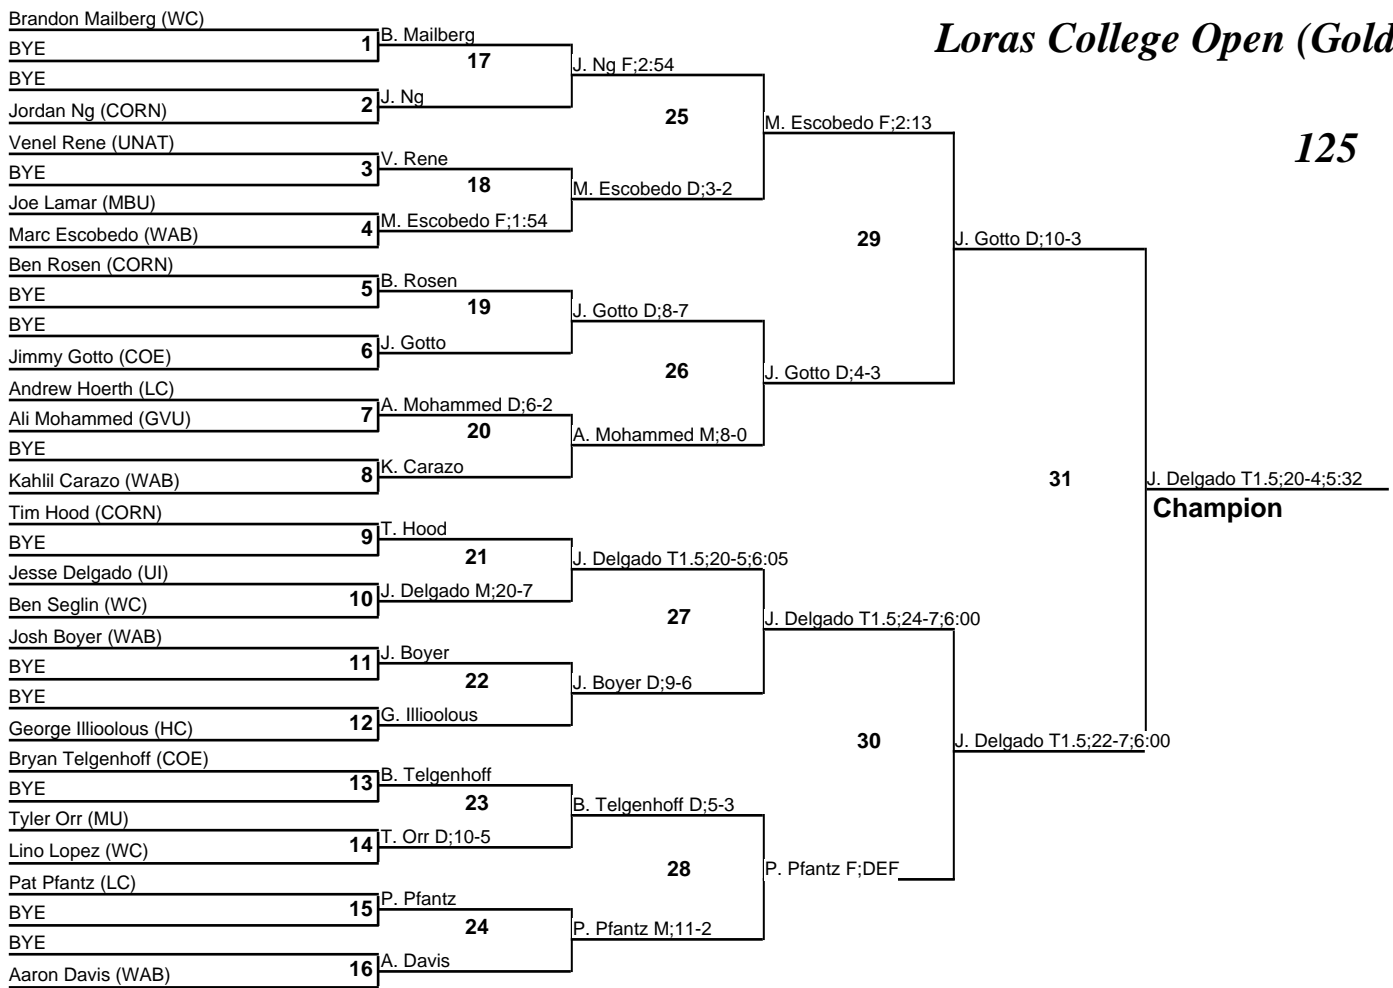 Loras College Open (Gold
125
Brandon Mailberg (WC)
BYE
BYE
Jordan Ng (CORN)
Venel Rene (UNAT)
BYE
Joe Lamar (MBU)
Marc Escobedo (WAB)
Ben Rosen (CORN)
BYE
BYE
Jimmy Gotto (COE)
Andrew Hoerth (LC)
Ali Mohammed (GVU)
BYE
Kahlil Carazo (WAB)
Tim Hood (CORN)
BYE
Jesse Delgado (UI)
Ben Seglin (WC)
Josh Boyer (WAB)
BYE
BYE
George Illioolous (HC)
Bryan Telgenhoff (COE)
BYE
Tyler Orr (MU)
Lino Lopez (WC)
Pat Pfantz (LC)
BYE
BYE
Aaron Davis (WAB)
1 B. Mailberg
17
2 J. Ng
3 V. Rene
18
4 M. Escobedo F;1:54
5 B. Rosen
19
6 J. Gotto
7 A. Mohammed D;6-2
20
8 K. Carazo
9 T. Hood
21
10 J. Delgado M;20-7
11 J. Boyer
22
12 G. Illioolous
13 B. Telgenhoff
23
14 T. Orr D;10-5
15 P. Pfantz
24
16 A. Davis
J. Ng F;2:54
25
M. Escobedo D;3-2
J. Gotto D;8-7
26
A. Mohammed M;8-0
J. Delgado T1.5;20-5;6:05
27
J. Boyer D;9-6
B. Telgenhoff D;5-3
28
P. Pfantz M;11-2
M. Escobedo F;2:13
29
J. Gotto D;4-3
J. Delgado T1.5;24-7;6:00
30
P. Pfantz F;DEF
J. Gotto D;10-3
31
J. Delgado T1.5;22-7;6:00
J. Delgado T1.5;20-4;5:32
Champion